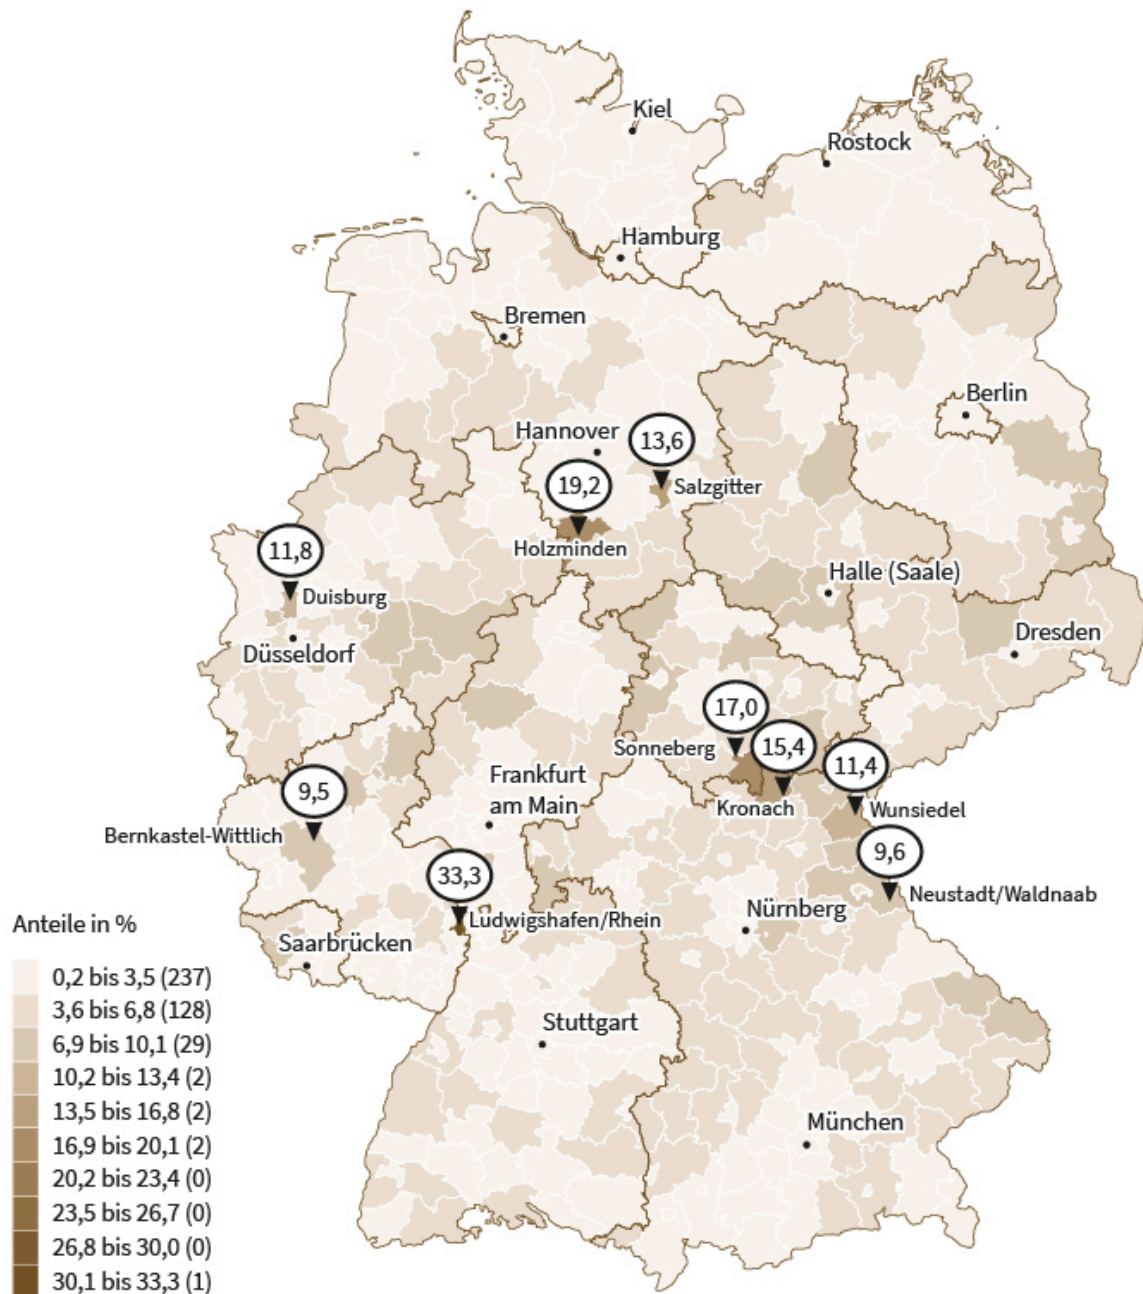 Kiel
Rostock
Hamburg
Bremen
Berlin
Hannover
13,6
19,2
Salzgitter
Holzminden
11,8
Duisburg
Halle (Saale)
Düsseldorf
Dresden
17,0
15,4
Sonneberg
11,4
Frankfurt
am Main
9,5
Kronach
Wunsiedel
Bernkastel-Wittlich
9,6
33,3
Neustadt/Waldnaab
Ludwigshafen/Rhein
Nürnberg
Saarbrücken
Stuttgart
München
Anteile in %
0,2 bis 3,5 (237)
3,6 bis 6,8 (128)
6,9 bis 10,1 (29)
10,2 bis 13,4 (2)
13,5 bis 16,8 (2)
16,9 bis 20,1 (2)
20,2 bis 23,4 (0)
23,5 bis 26,7 (0)
26,8 bis 30,0 (0)
30,1 bis 33,3 (1)